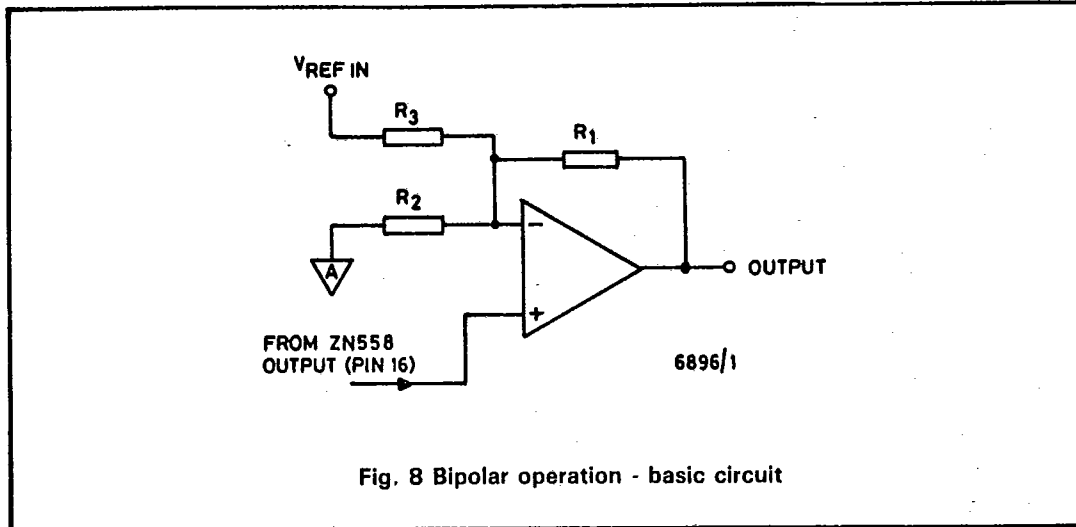 VREF IN
R3
R1
R2
−
A
+
OUTPUT
FROM ZN558
OUTPUT (PIN 16)
6896/1
Fig. 8 Bipolar operation - basic circuit